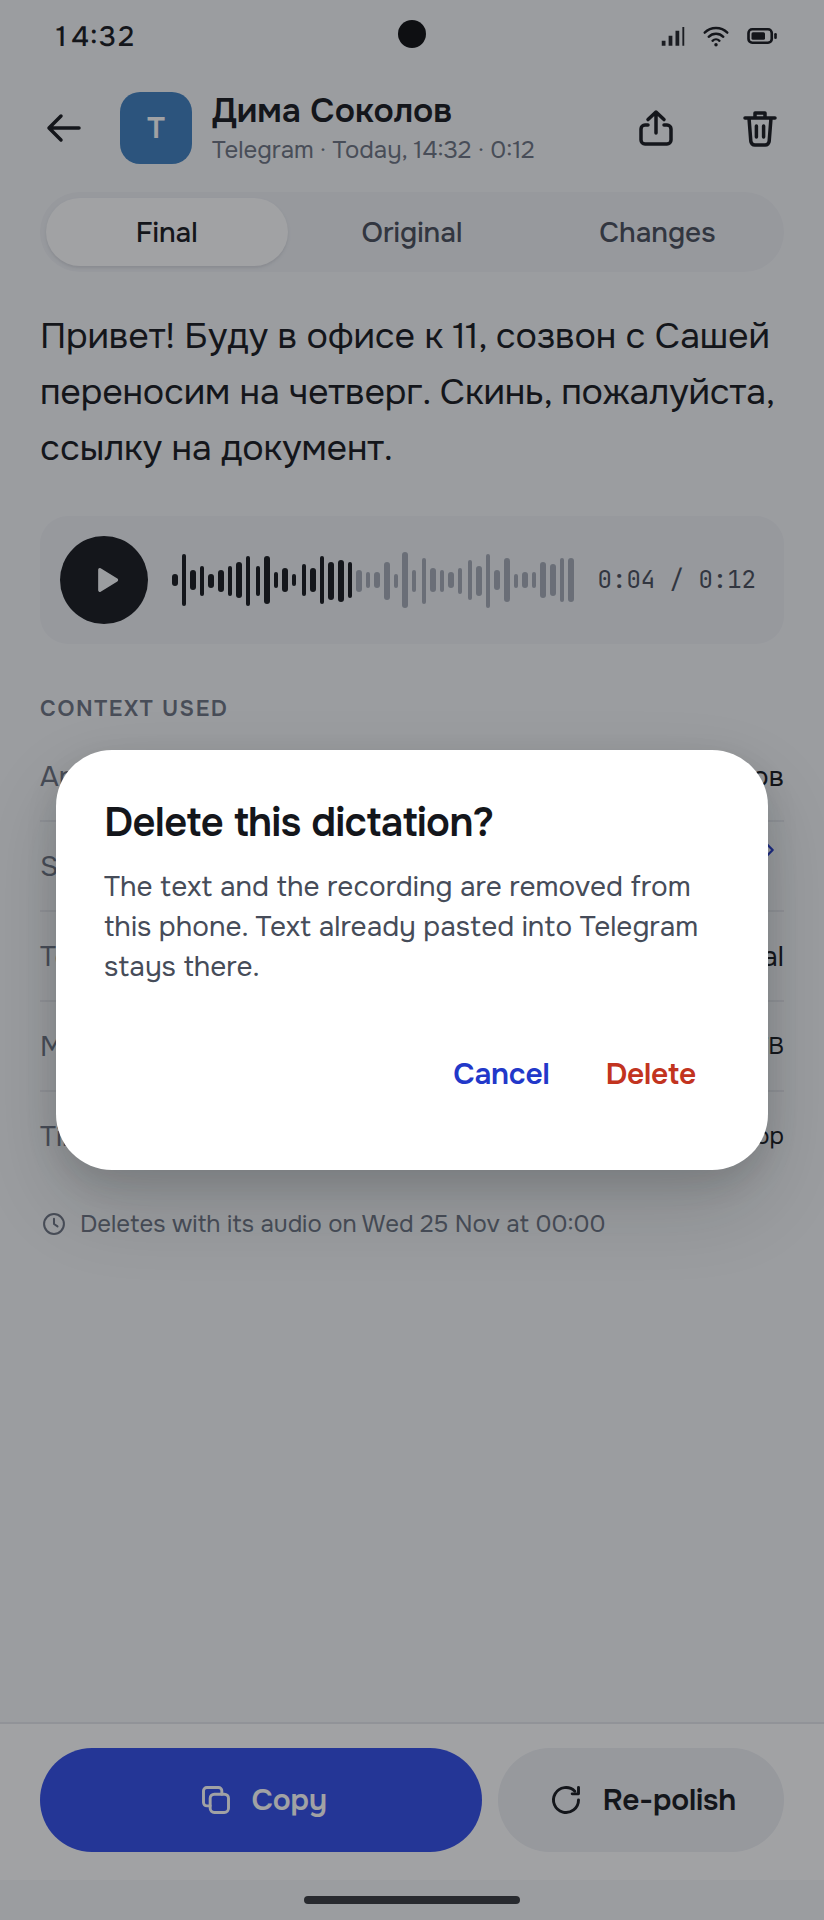 14:32
T
Дима Соколов
Telegram · Today, 14:32 · 0:12
Final
Original
Changes
Привет! Буду в офисе к 11, созвон с Сашей
переносим на четверг. Скинь, пожалуйста,
ссылку на документ.
0:04 / 0:12
CONTEXT USED
Delete this dictation?
The text and the recording are removed from
this phone. Text already pasted into Telegram
stays there.
Cancel
Delete
Deletes with its audio on Wed 25 Nov at 00:00
Copy
Re-polish